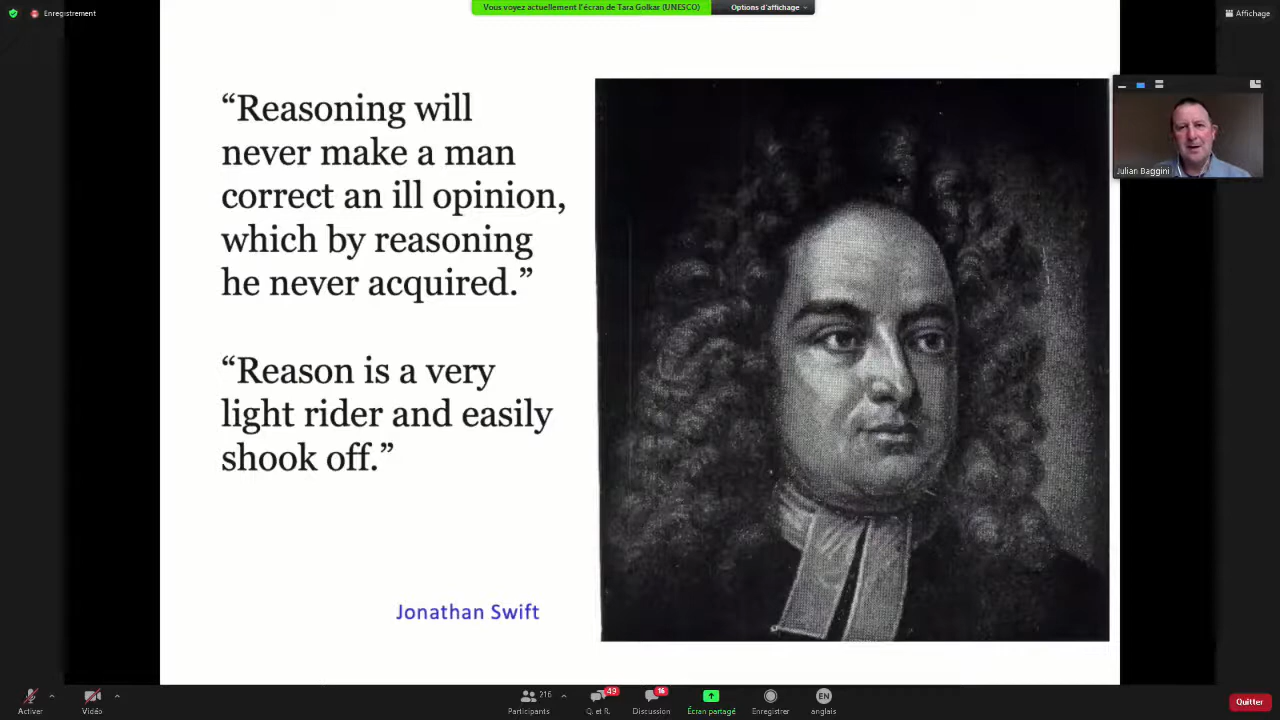 Enregistrement
Vous voyez actuellement l'écran de Tara Golkar (UNESCO)
Options d'affichage
Affichage
“Reasoning will
never make a man
correct an ill opinion,
which by reasoning
he never acquired.”
“Reason is a very
light rider and easily
shook off.”
Jonathan Swift
Julian Baggini
Activer
Vidéo
216
Participants
49
Q. et R.
16
Discussion
Écran partagé
Enregistrer
EN
anglais
Quitter